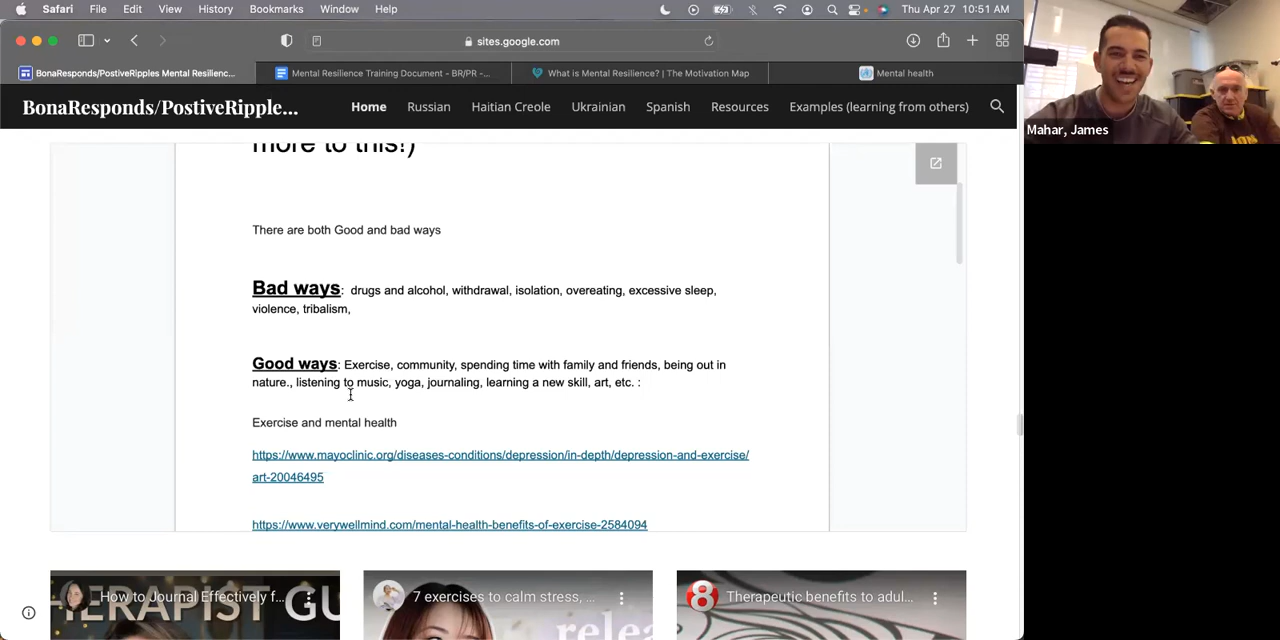 Safari File Edit View History Bookmarks Window Help Thu Apr 27 10:51 AM
sites.google.com
BonaResponds/PostiveRipples Mental Resilienc... Mental Resilience Training Document - BR/PR -... What is Mental Resilience? | The Motivation Map Mental health
BonaResponds/PostiveRipple... Home Russian Haitian Creole Ukrainian Spanish Resources Examples (learning from others)
Mahar, James
more to this!)
There are both Good and bad ways
Bad ways: drugs and alcohol, withdrawal, isolation, overeating, excessive sleep,
violence, tribalism,
Good ways: Exercise, community, spending time with family and friends, being out in
nature., listening to music, yoga, journaling, learning a new skill, art, etc. :
Exercise and mental health
https://www.mayoclinic.org/diseases-conditions/depression/in-depth/depression-and-exercise/
art-20046495
https://www.verywellmind.com/mental-health-benefits-of-exercise-2584094
How to Journal Effectively f... 7 exercises to calm stress, ... 8 Therapeutic benefits to adul...
THERAPIST GU
relea